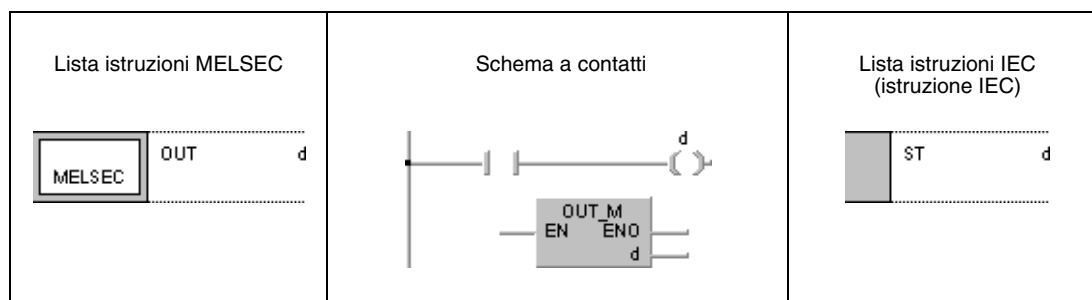 Lista istruzioni MELSEC
MELSEC
OUT d
Schema a contatti
d
OUT_M
EN ENO
d
Lista istruzioni IEC
(istruzione IEC)
ST d